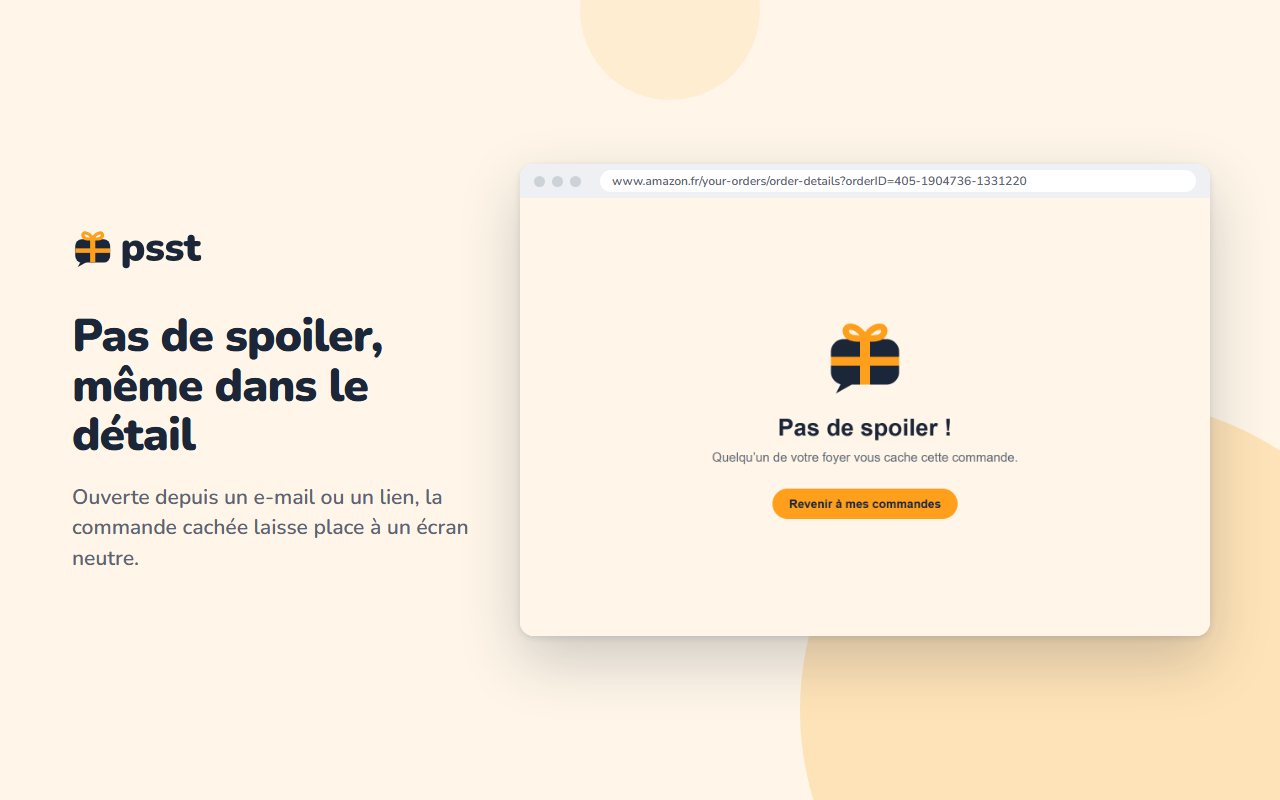 psst
Pas de spoiler,
même dans le
détail
Ouverte depuis un e-mail ou un lien, la
commande cachée laisse place à un écran
neutre.
www.amazon.fr/your-orders/order-details?orderID=405-1904736-1331220
Pas de spoiler !
Quelqu'un de votre foyer vous cache cette commande.
Revenir à mes commandes